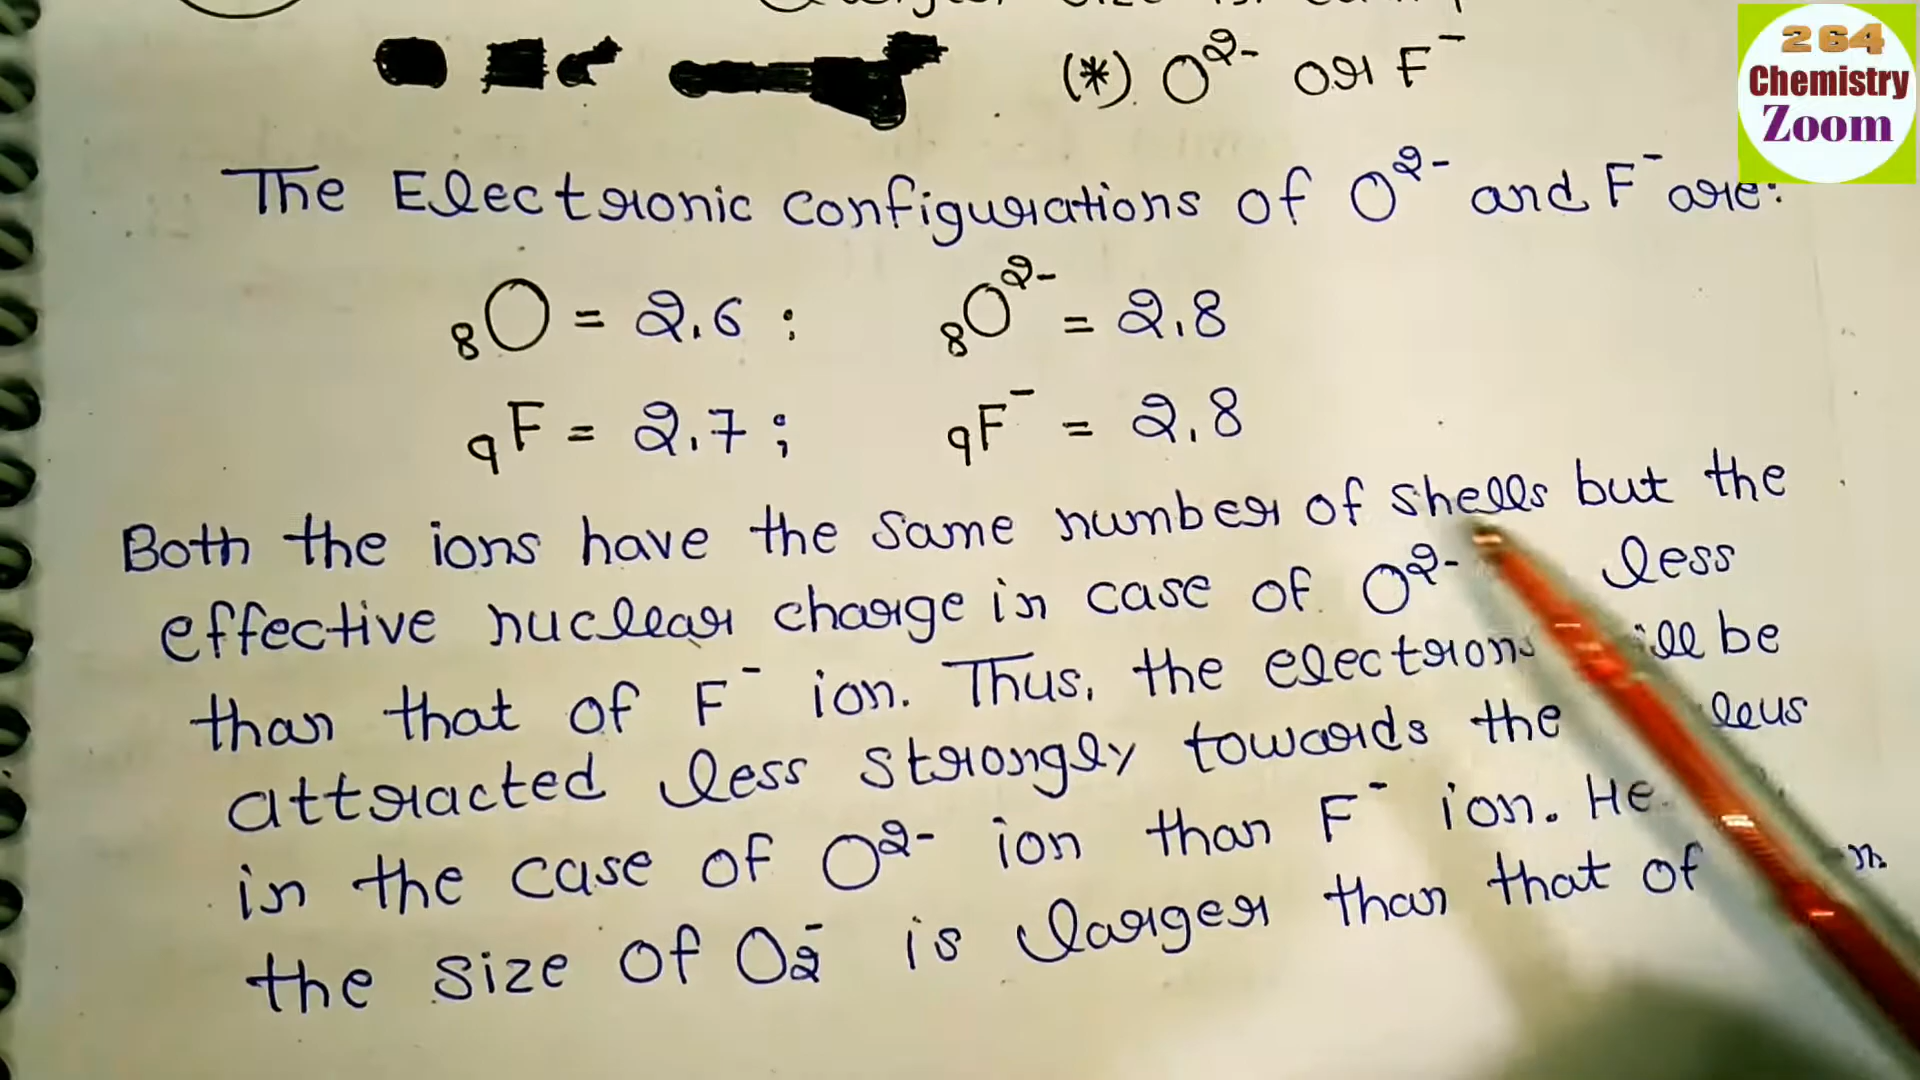 264
Chemistry
Zoom
(*) O²⁻ or F⁻
The Electronic configurations of O²⁻ and F⁻ are:
₈O = 2,6 ; ₈O²⁻ = 2,8
₉F = 2,7 ; ₉F⁻ = 2,8
Both the ions have the same number of shells but the
effective nuclear charge in case of O²⁻ less
than that of F⁻ ion. Thus, the electrons be
attracted less strongly towards the
in the case of O²⁻ ion than F⁻ ion.
the size of O₂⁻ is larger than that of